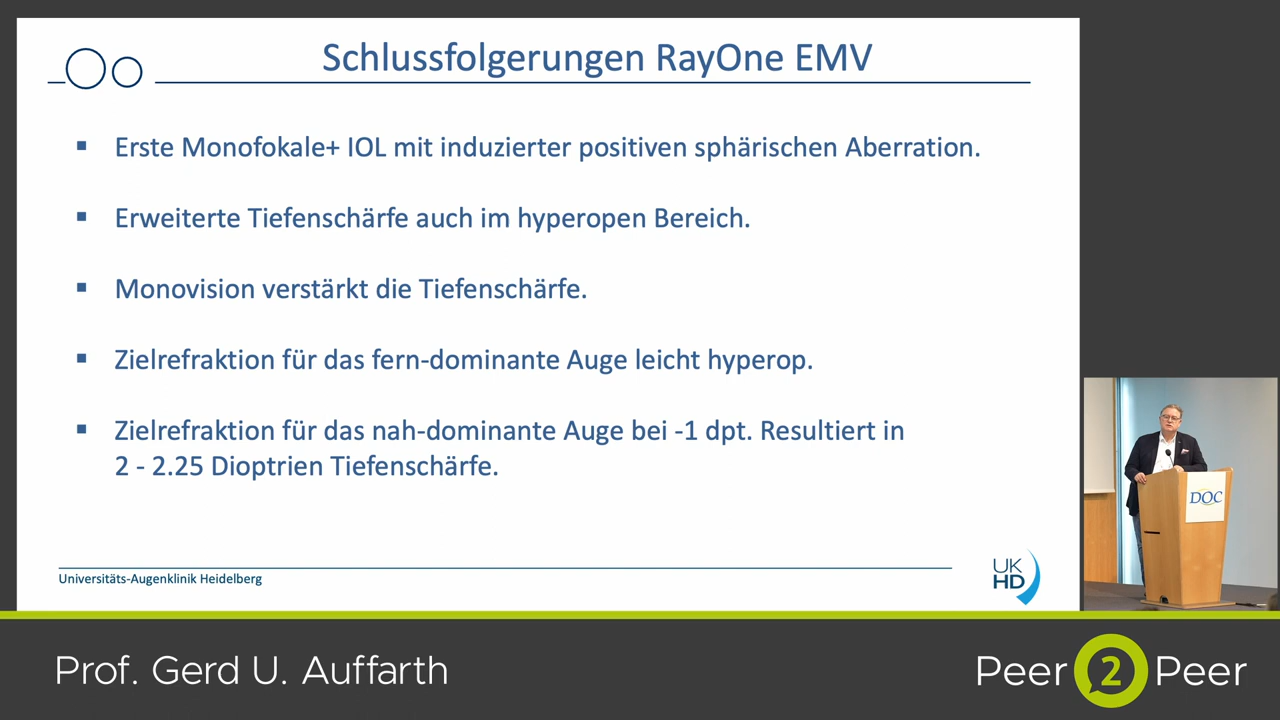 Schlussfolgerungen RayOne EMV
▪ Erste Monofokale+ IOL mit induzierter positiven sphärischen Aberration.
▪ Erweiterte Tiefenschärfe auch im hyperopen Bereich.
▪ Monovision verstärkt die Tiefenschärfe.
▪ Zielrefraktion für das fern-dominante Auge leicht hyperop.
▪ Zielrefraktion für das nah-dominante Auge bei -1 dpt. Resultiert in
2 - 2.25 Dioptrien Tiefenschärfe.
Universitäts-Augenklinik Heidelberg
UK
HD
DOC
Prof. Gerd U. Auffarth
Peer 2 Peer